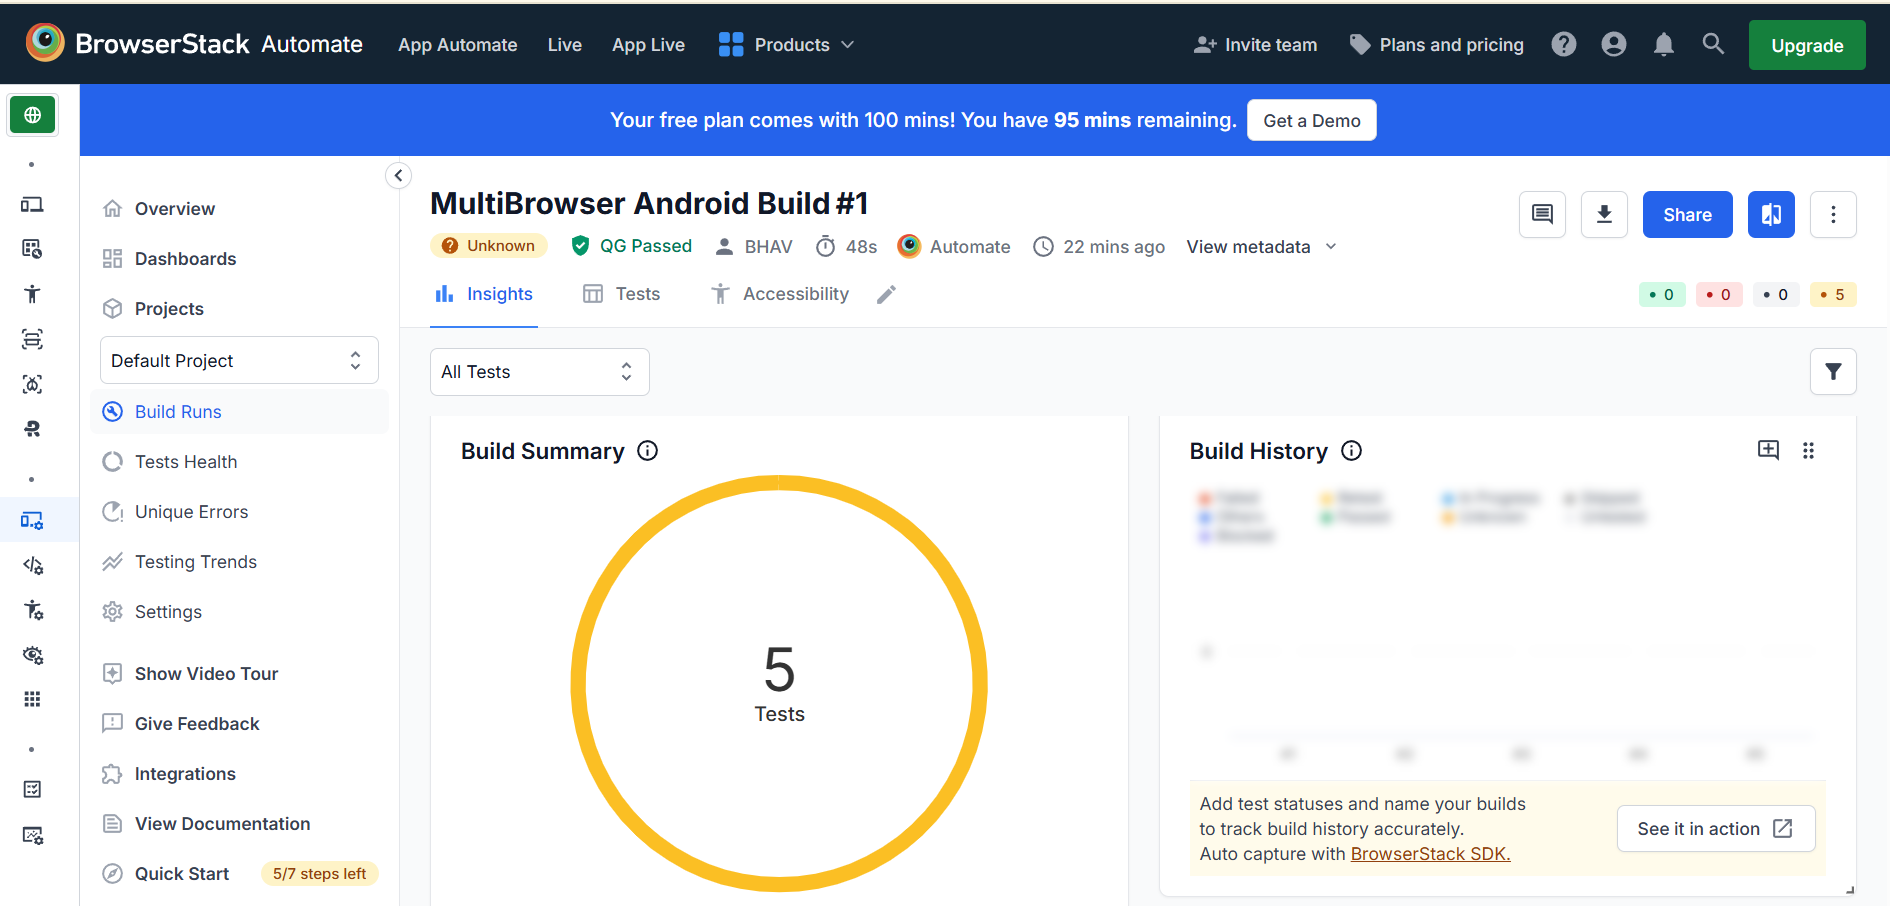 BrowserStack Automate App Automate Live App Live Products Invite team Plans and pricing Upgrade
Your free plan comes with 100 mins! You have 95 mins remaining. Get a Demo
Overview
Dashboards
Projects
Default Project
Build Runs
Tests Health
Unique Errors
Testing Trends
Settings
Show Video Tour
Give Feedback
Integrations
View Documentation
Quick Start 5/7 steps left
MultiBrowser Android Build #1
Share
Unknown QG Passed BHAV 48s Automate 22 mins ago View metadata
Insights Tests Accessibility
0 0 0 5
All Tests
Build Summary
5
Tests
Build History
Add test statuses and name your builds
to track build history accurately.
Auto capture with BrowserStack SDK.
See it in action